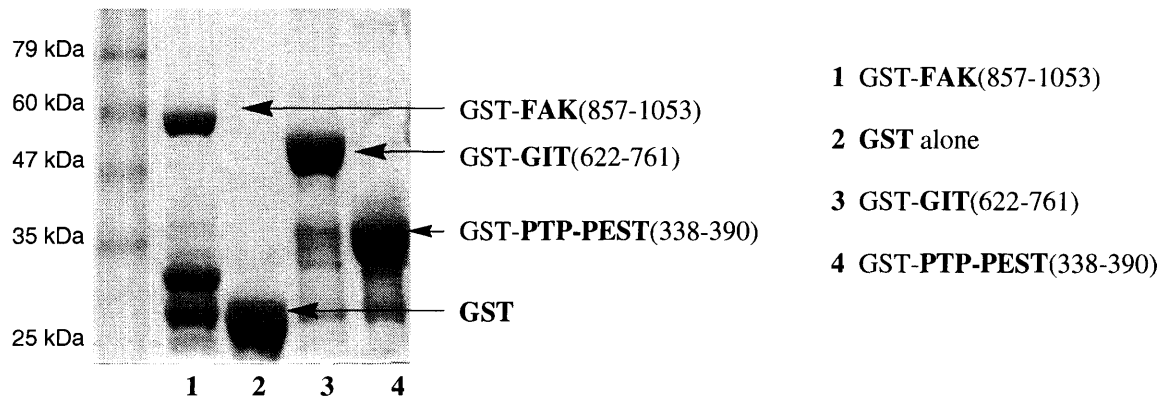 79 kDa
60 kDa
47 kDa
35 kDa
25 kDa
GST-FAK(857-1053)
GST-GIT(622-761)
GST-PTP-PEST(338-390)
GST
1 2 3 4
1 GST-FAK(857-1053)
2 GST alone
3 GST-GIT(622-761)
4 GST-PTP-PEST(338-390)